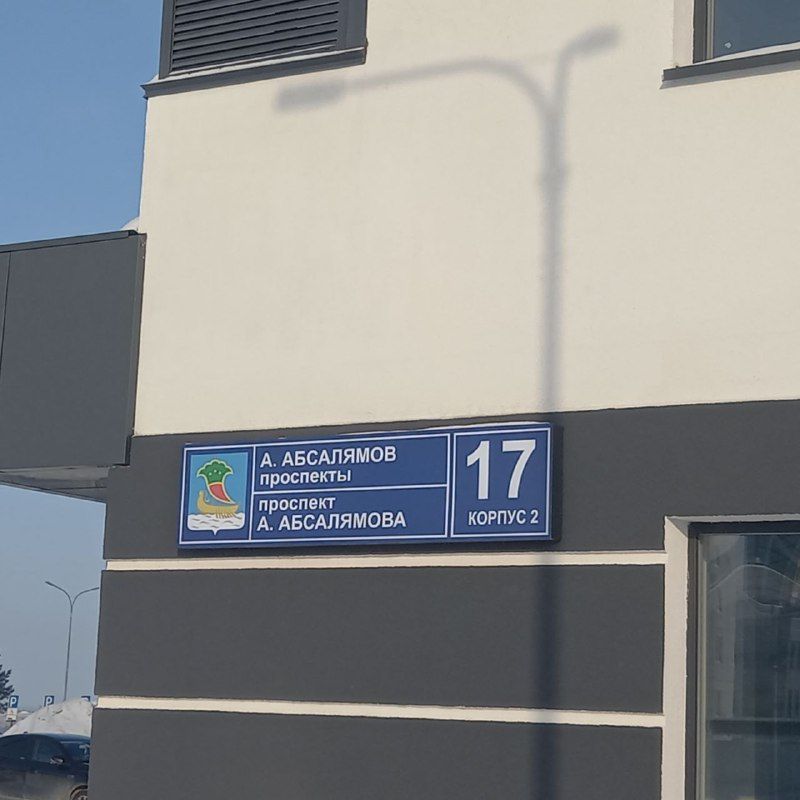 А. АБСАЛЯМОВ
проспекты
проспект
А. АБСАЛЯМОВА
17
КОРПУС 2